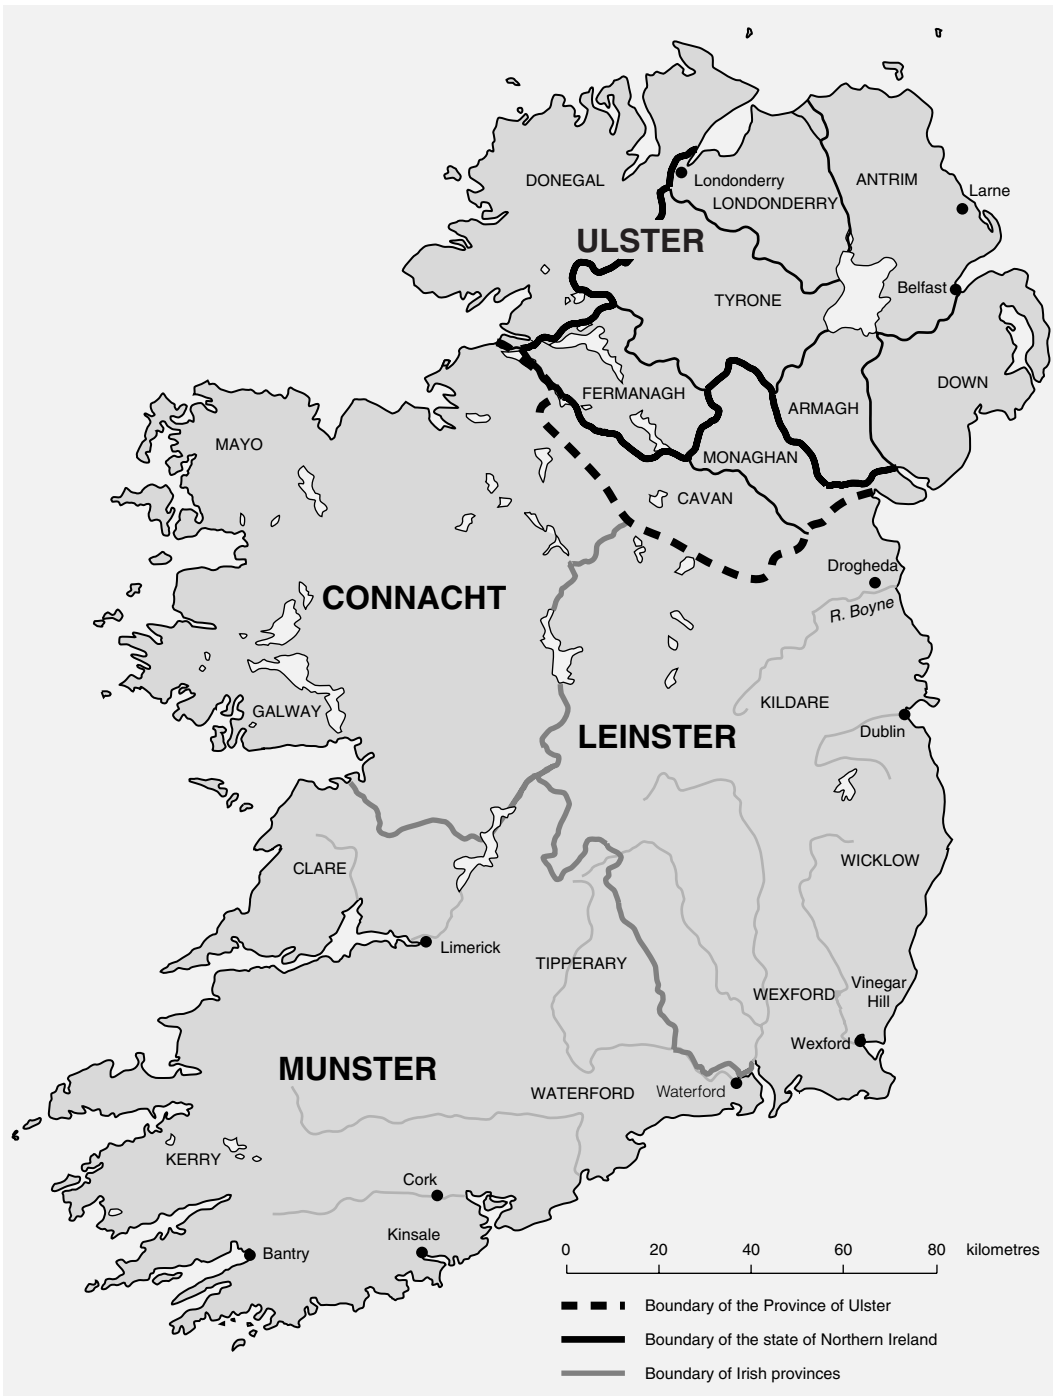 DONEGAL
Londonderry
LONDONDERRY
ANTRIM
Larne
ULSTER
Belfast
TYRONE
FERMANAGH
ARMAGH
DOWN
MAYO
MONAGHAN
CAVAN
Drogheda
CONNACHT
R. Boyne
GALWAY
KILDARE
LEINSTER
Dublin
CLARE
WICKLOW
Limerick
TIPPERARY
WEXFORD
Vinegar
Hill
Wexford
MUNSTER
WATERFORD
Waterford
KERRY
Cork
Kinsale
Bantry
0 20 40 60 80 kilometres
Boundary of the Province of Ulster
Boundary of the state of Northern Ireland
Boundary of Irish provinces